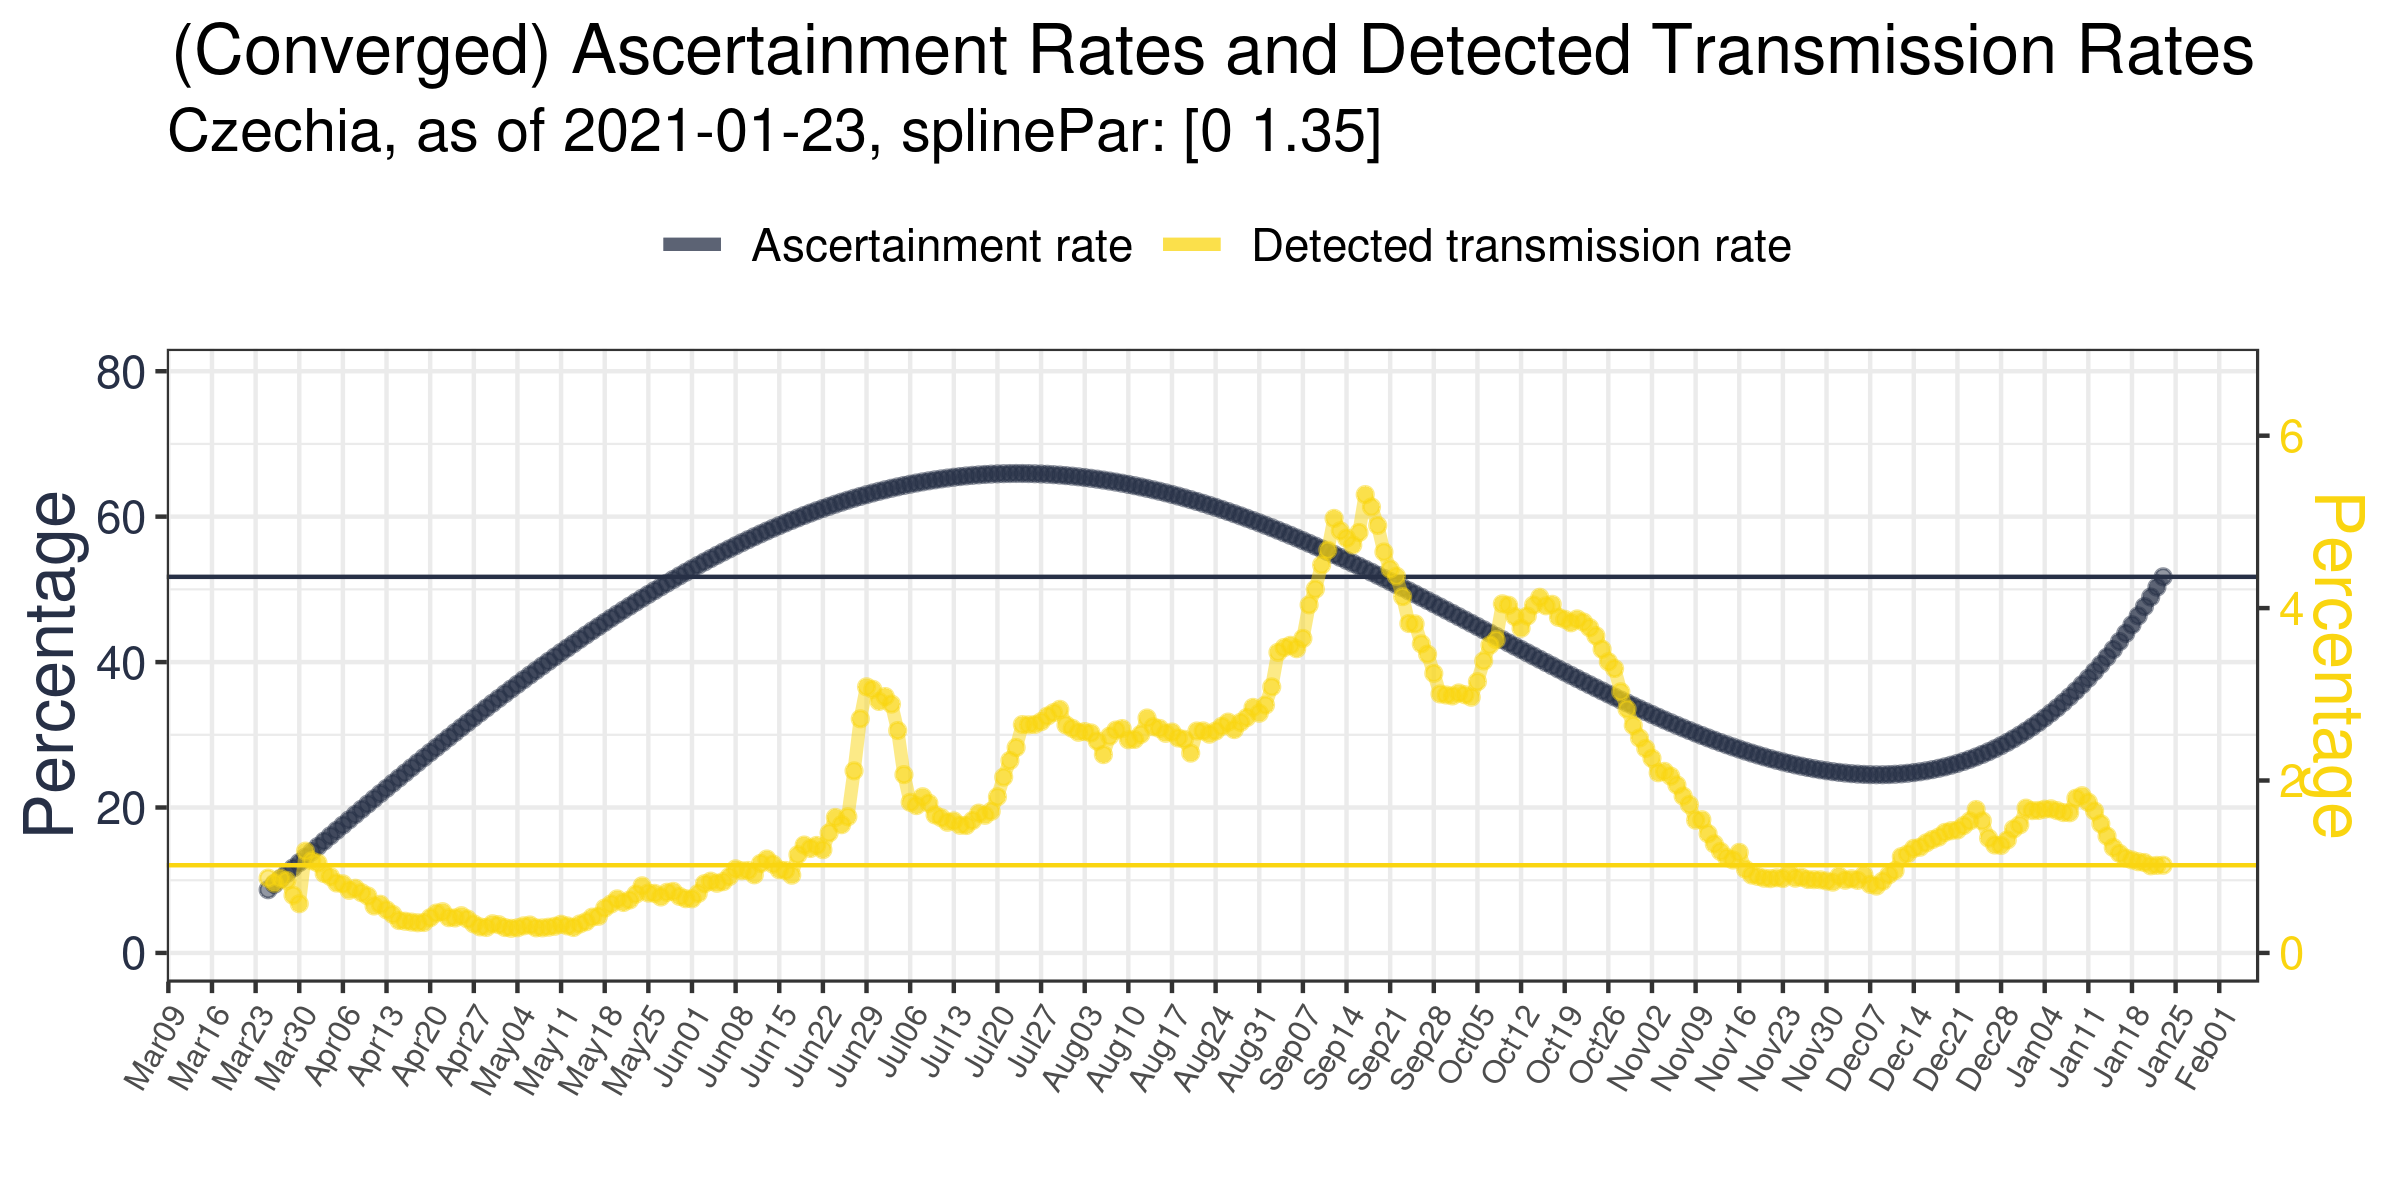 (Converged) Ascertainment Rates and Detected Transmission Rates
Czechia, as of 2021-01-23, splinePar: [0 1.35]
Ascertainment rate Detected transmission rate
80
60
40
20
0
Percentage
6
4
2
0
Percentage
Mar09 Mar16 Mar23 Mar30 Apr06 Apr13 Apr20 Apr27 May04 May11 May18 May25 Jun01 Jun08 Jun15 Jun22 Jun29 Jul06 Jul13 Jul20 Jul27 Aug03 Aug10 Aug17 Aug24 Aug31 Sep07 Sep14 Sep21 Sep28 Oct05 Oct12 Oct19 Oct26 Nov02 Nov09 Nov16 Nov23 Nov30 Dec07 Dec14 Dec21 Dec28 Jan04 Jan11 Jan18 Jan25 Feb01